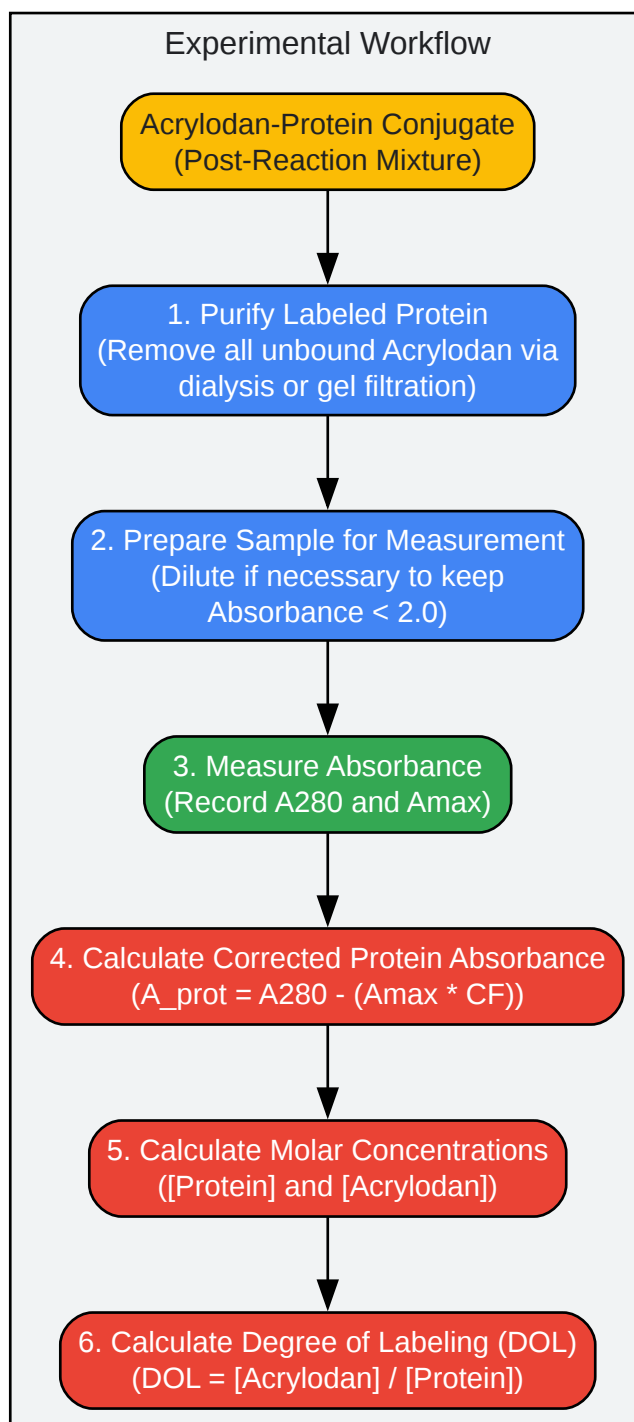 Experimental Workflow
Acrylodan-Protein Conjugate
(Post-Reaction Mixture)
1. Purify Labeled Protein
(Remove all unbound Acrylodan via
dialysis or gel filtration)
2. Prepare Sample for Measurement
(Dilute if necessary to keep
Absorbance < 2.0)
3. Measure Absorbance
(Record A280 and Amax)
4. Calculate Corrected Protein Absorbance
(A_prot = A280 - (Amax * CF))
5. Calculate Molar Concentrations
([Protein] and [Acrylodan])
6. Calculate Degree of Labeling (DOL)
(DOL = [Acrylodan] / [Protein])